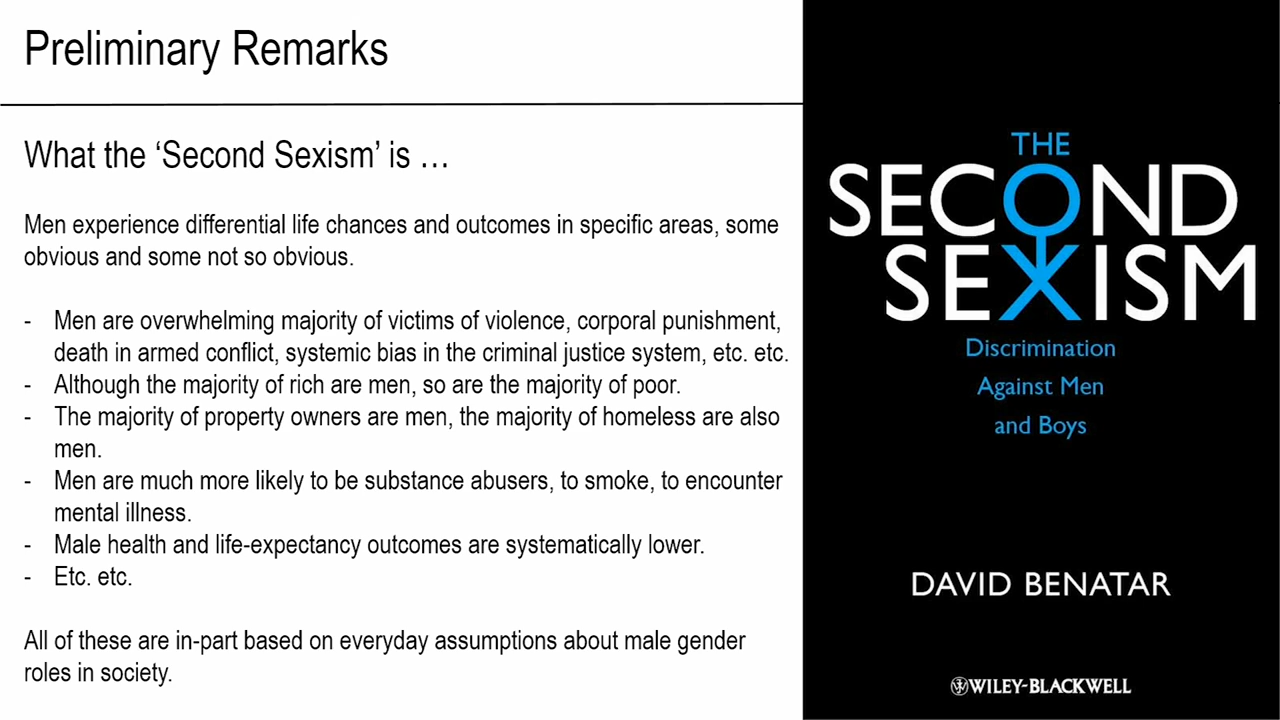 Preliminary Remarks
What the ‘Second Sexism’ is …
Men experience differential life chances and outcomes in specific areas, some
obvious and some not so obvious.
- Men are overwhelming majority of victims of violence, corporal punishment,
death in armed conflict, systemic bias in the criminal justice system, etc. etc.
- Although the majority of rich are men, so are the majority of poor.
- The majority of property owners are men, the majority of homeless are also
men.
- Men are much more likely to be substance abusers, to smoke, to encounter
mental illness.
- Male health and life-expectancy outcomes are systematically lower.
- Etc. etc.
All of these are in-part based on everyday assumptions about male gender
roles in society.
THE
SECOND
SEXISM
Discrimination
Against Men
and Boys
DAVID BENATAR
WILEY-BLACKWELL